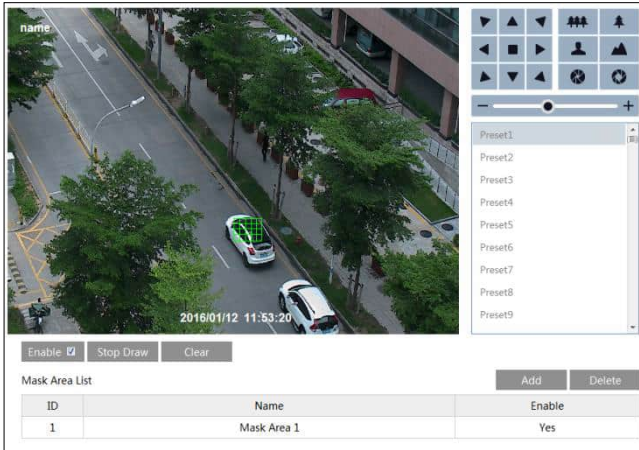 name
2016/01/12 11:53:20
Preset1
Preset2
Preset3
Preset4
Preset5
Preset6
Preset7
Preset8
Preset9
Enable Stop Draw Clear
Mask Area List Add Delete
ID Name Enable
1 Mask Area 1 Yes